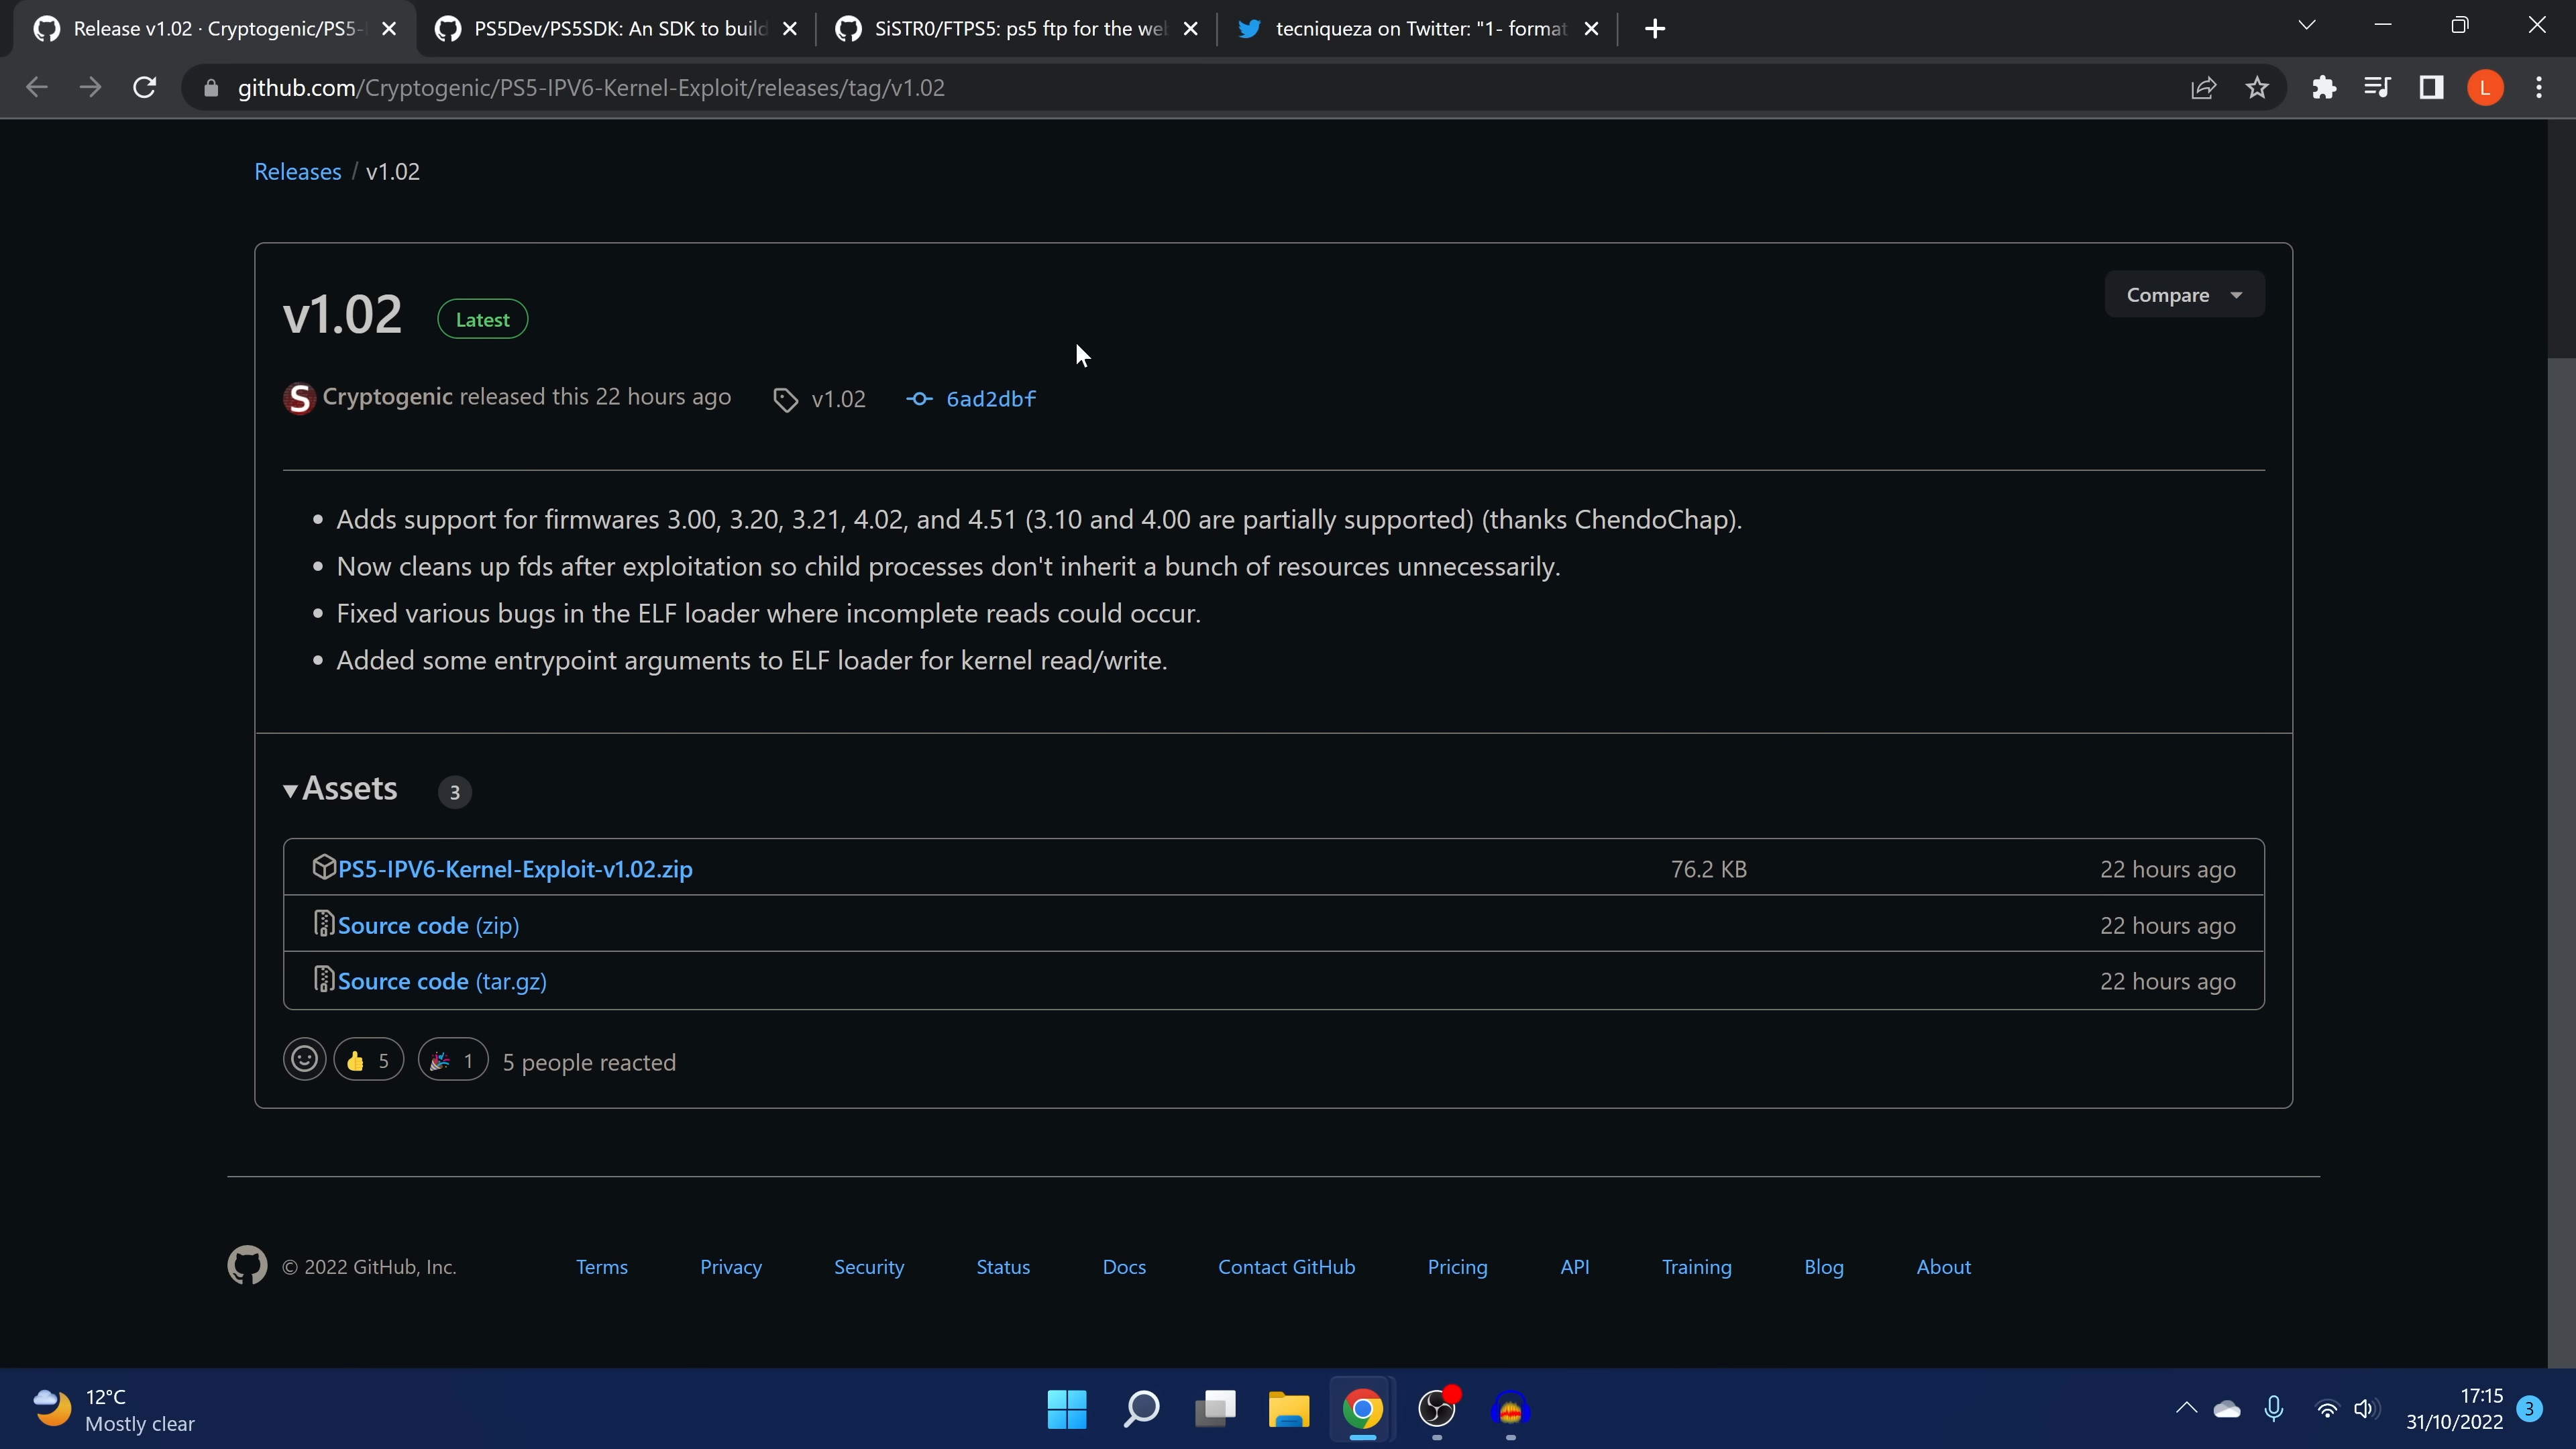 Release v1.02 · Cryptogenic/PS5-
PS5Dev/PS5SDK: An SDK to build
SiSTR0/FTPS5: ps5 ftp for the we
tecniqueza on Twitter: "1- format
github.com/Cryptogenic/PS5-IPV6-Kernel-Exploit/releases/tag/v1.02
L
Releases / v1.02
v1.02 Latest
Compare
S Cryptogenic released this 22 hours ago v1.02 6ad2dbf
• Adds support for firmwares 3.00, 3.20, 3.21, 4.02, and 4.51 (3.10 and 4.00 are partially supported) (thanks ChendoChap).
• Now cleans up fds after exploitation so child processes don't inherit a bunch of resources unnecessarily.
• Fixed various bugs in the ELF loader where incomplete reads could occur.
• Added some entrypoint arguments to ELF loader for kernel read/write.
Assets 3
PS5-IPV6-Kernel-Exploit-v1.02.zip 76.2 KB 22 hours ago
Source code (zip) 22 hours ago
Source code (tar.gz) 22 hours ago
👍 5 🎉 1 5 people reacted
© 2022 GitHub, Inc. Terms Privacy Security Status Docs Contact GitHub Pricing API Training Blog About
12°C
Mostly clear
17:15
31/10/2022
3